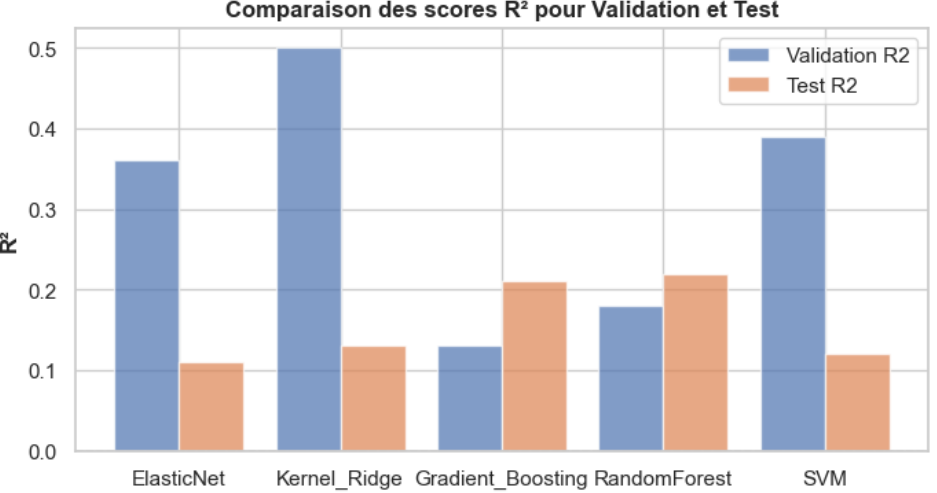 Comparaison des scores R² pour Validation et Test
Validation R2
Test R2
R²
0.5
0.4
0.3
0.2
0.1
0.0
ElasticNet Kernel_Ridge Gradient_Boosting RandomForest SVM